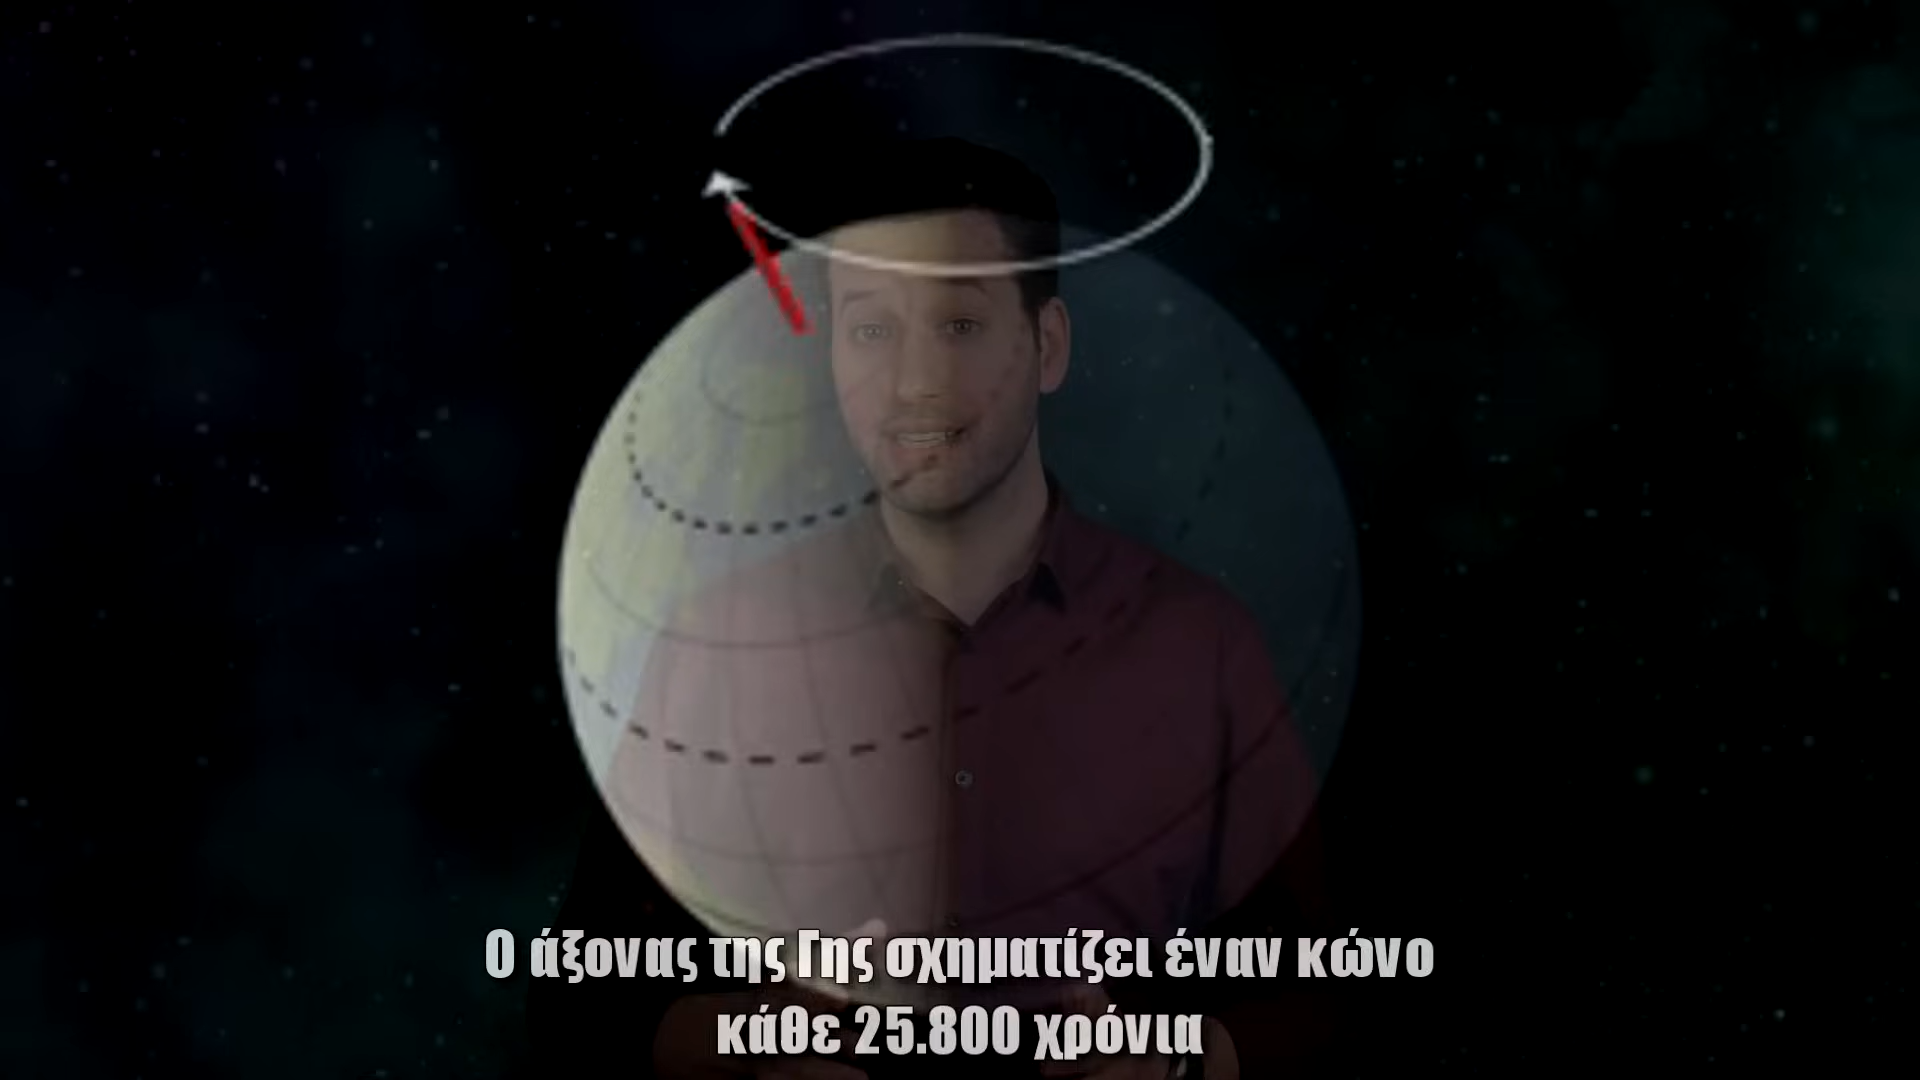 Ο άξονας της Γης σχηματίζει έναν κώνο
κάθε 25.800 χρόνια